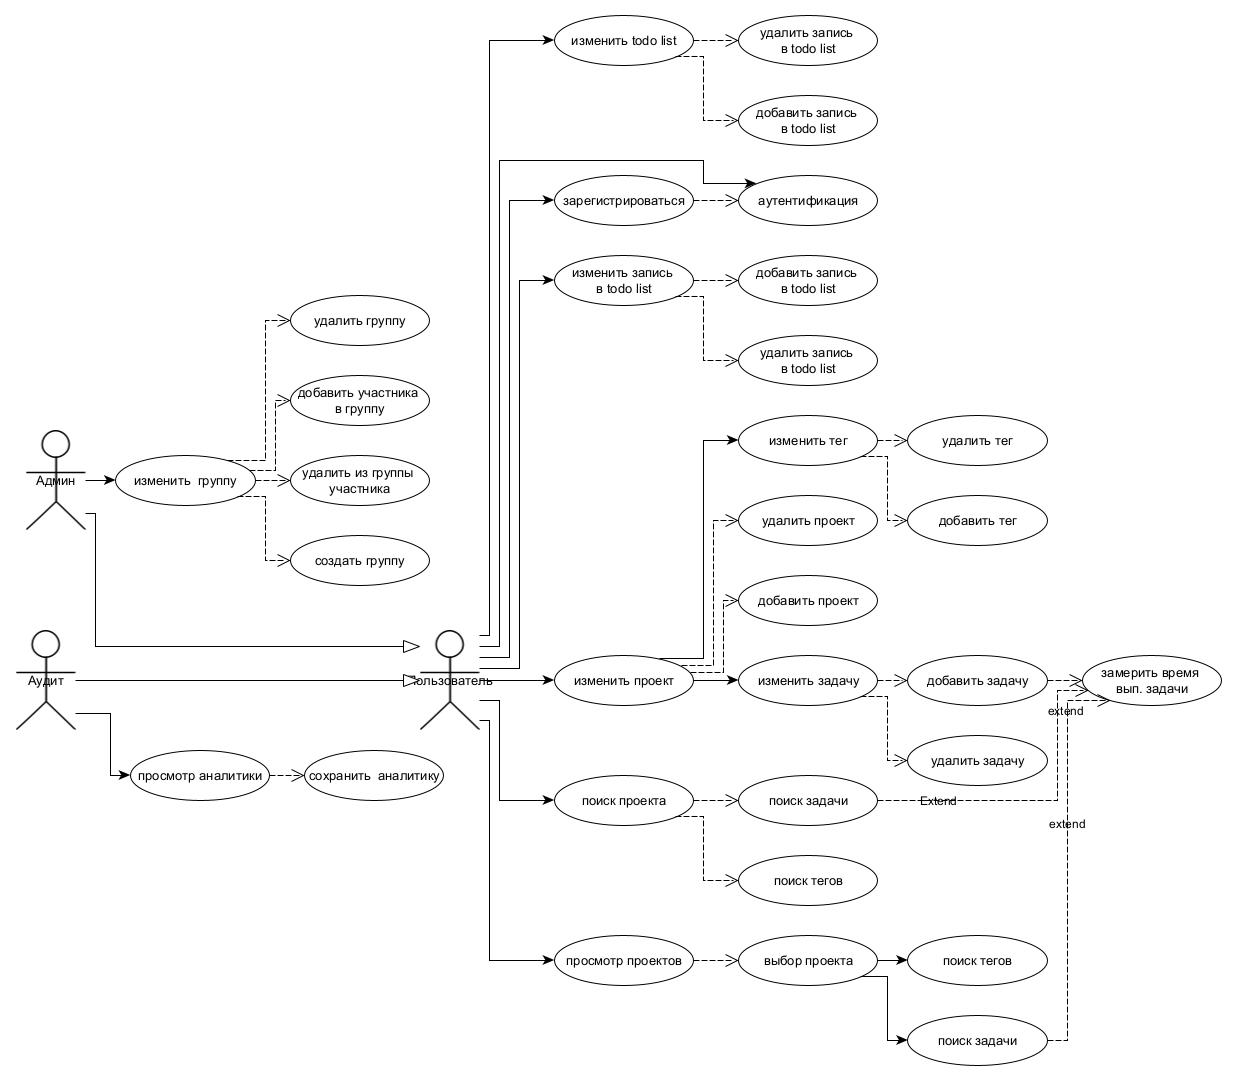 изменить todo list
удалить запись
в todo list
добавить запись
в todo list
зарегистрироваться
аутентификация
изменить запись
в todo list
добавить запись
в todo list
удалить запись
в todo list
удалить группу
добавить участника
в группу
Админ
изменить группу
удалить из группы
участника
создать группу
изменить тег
удалить тег
удалить проект
добавить тег
добавить проект
Аудит
Пользователь
изменить проект
изменить задачу
добавить задачу
замерить время
вып. задачи
extend
удалить задачу
просмотр аналитики
сохранить аналитику
поиск проекта
поиск задачи
Extend
extend
поиск тегов
просмотр проектов
выбор проекта
поиск тегов
поиск задачи